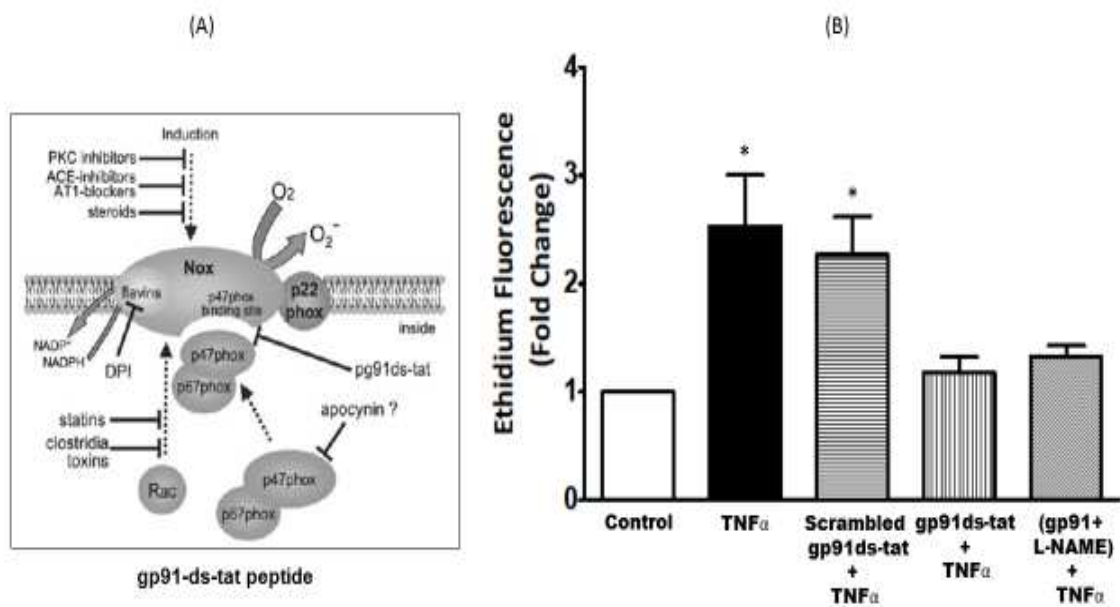 (A)
Induction
PKC inhibitors
ACE-inhibitors
AT1-blockers
steroids
O2
O2-
Nox
flavins
p47phox
binding site
p22
phox
inside
NADP+
NADPH
DPI
p47phox
p67phox
pg91ds-tat
apocynin ?
statins
clostridia
toxins
Rac
p47phox
p67phox
gp91-ds-tat peptide
(B)
Ethidium Fluorescence
(Fold Change)
4
3
2
1
0
*
*
Control
TNFα
Scrambled
gp91ds-tat
+
TNFα
gp91ds-tat
+
TNFα
(gp91+
L-NAME)
+
TNFα